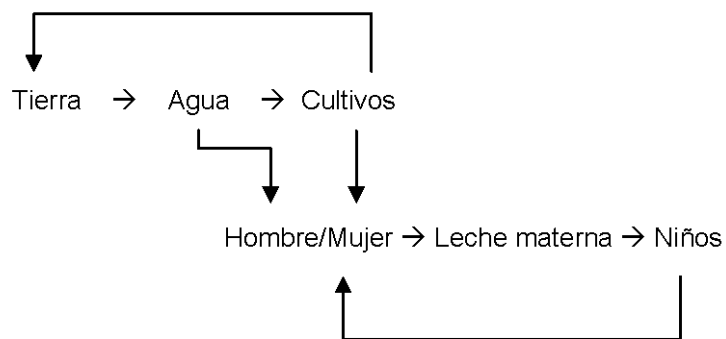 Tierra → Agua → Cultivos
Hombre/Mujer → Leche materna → Niños